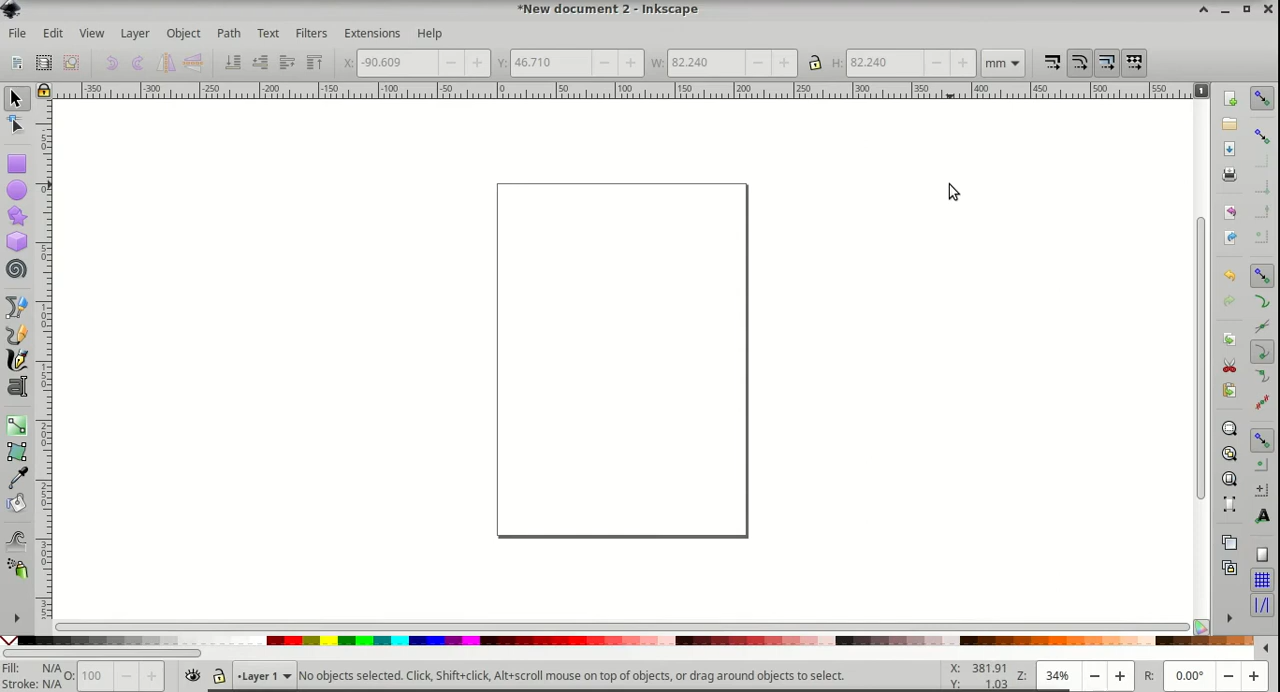 *New document 2 - Inkscape
File Edit View Layer Object Path Text Filters Extensions Help
X: -90.609 Y: 46.710 W: 82.240 H: 82.240 mm
-350 -300 -250 -200 -150 -100 -50 0 50 100 150 200 250 300 350 400 450 500 550 1
Fill: N/A O: 100 •Layer 1 No objects selected. Click, Shift+click, Alt+scroll mouse on top of objects, or drag around objects to select. X: 381.91 Z: 34% R: 0.00°
Stroke: N/A Y: 1.03